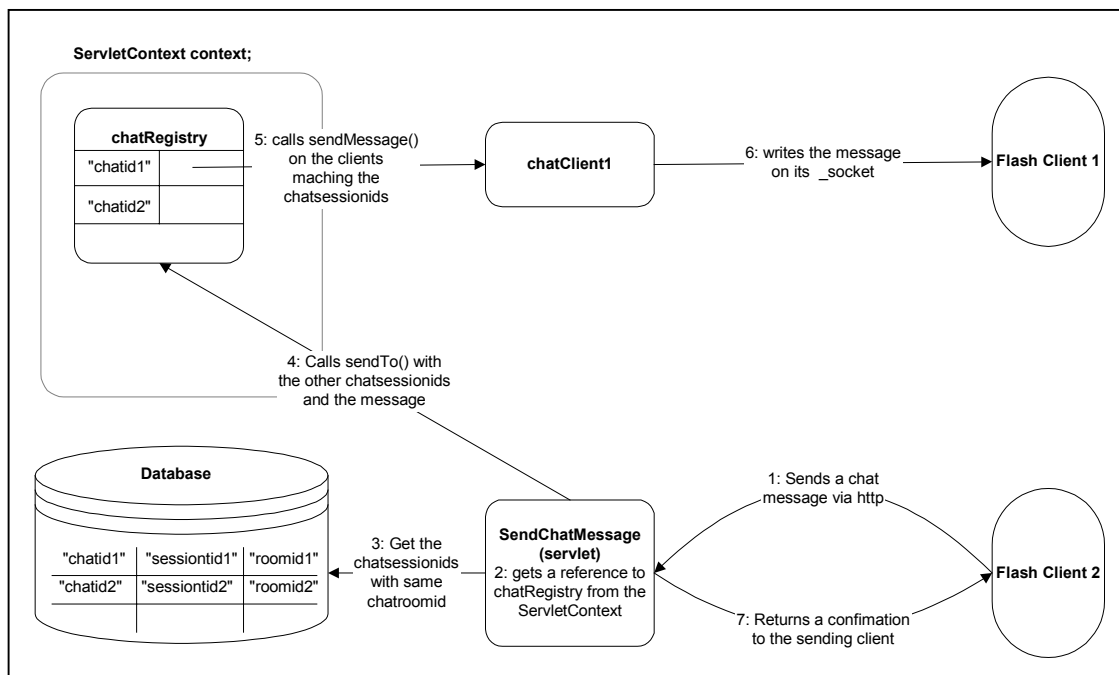 ServletContext context;
chatRegistry
"chatid1"
"chatid2"
5: calls sendMessage()
on the clients
maching the
chatsessionids
chatClient1
6: writes the message
on its _socket
Flash Client 1
4: Calls sendTo() with
the other chatsessionids
and the message
Database
"chatid1" "sessiontid1" "roomid1"
"chatid2" "sessiontid2" "roomid2"
3: Get the
chatsessionids
with same
chatroomid
SendChatMessage
(servlet)
2: gets a reference to
chatRegistry from the
ServletContext
1: Sends a chat
message via http
Flash Client 2
7: Returns a confimation
to the sending client